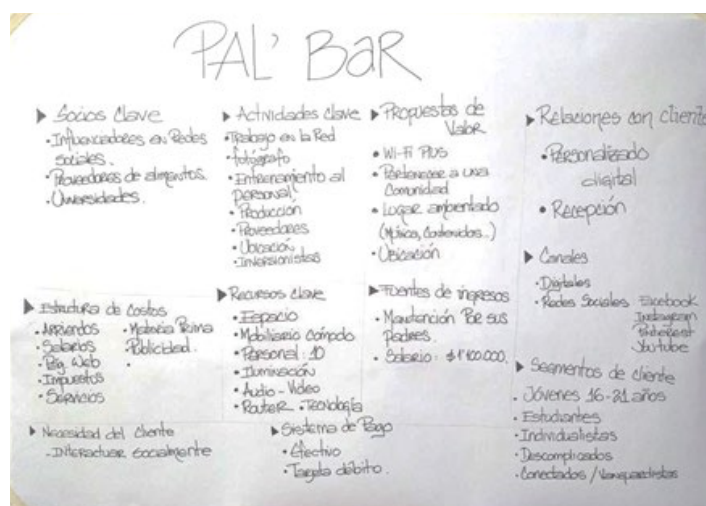 PAL' BaR
▶ Socios Clave
• Influenciadores en Redes
sociales.
• Proveedores de alimentos.
• Universidades.
▶ Actividades Clave
• Trabajo en la Red
• fotógrafo
• Entrenamiento al
personal.
• Producción
• Proveedores
• Ubicación
• Inversionistas
▶ Propuestas de
Valor
• Wi-Fi Plus
• Pertenecer a una
Comunidad
• Lugar ambientado
(Música, Contenidos..)
• Ubicación
▶ Relaciones con cliente
• Personalizado
digital
• Recepción
▶ Canales
• Digitales
• Redes Sociales Facebook
Instagram
Pinterest
Youtube
▶ Estructura de Costos
• Arriendos • Materia Prima
• Salarios • Publicidad.
• Pág. Web •
• Impuestos
• Servicios
▶ Recursos Clave
• Espacio
• Mobiliario Cómodo
• Personal: 10
• Iluminación
• Audio - Video
• Router • Tecnología
▶ Fuentes de ingresos
• Manutención Por sus
Padres.
• Salario: $1'100.000.
▶ Segmentos de cliente
• Jóvenes 16-21 años
• Estudiantes
• Individualistas
• Descomplicados
• Conectados / Vanguardistas
▶ Necesidad del Cliente
- Interactuar socialmente
▶ Sistema de Pago
• Efectivo
• Tarjeta débito.